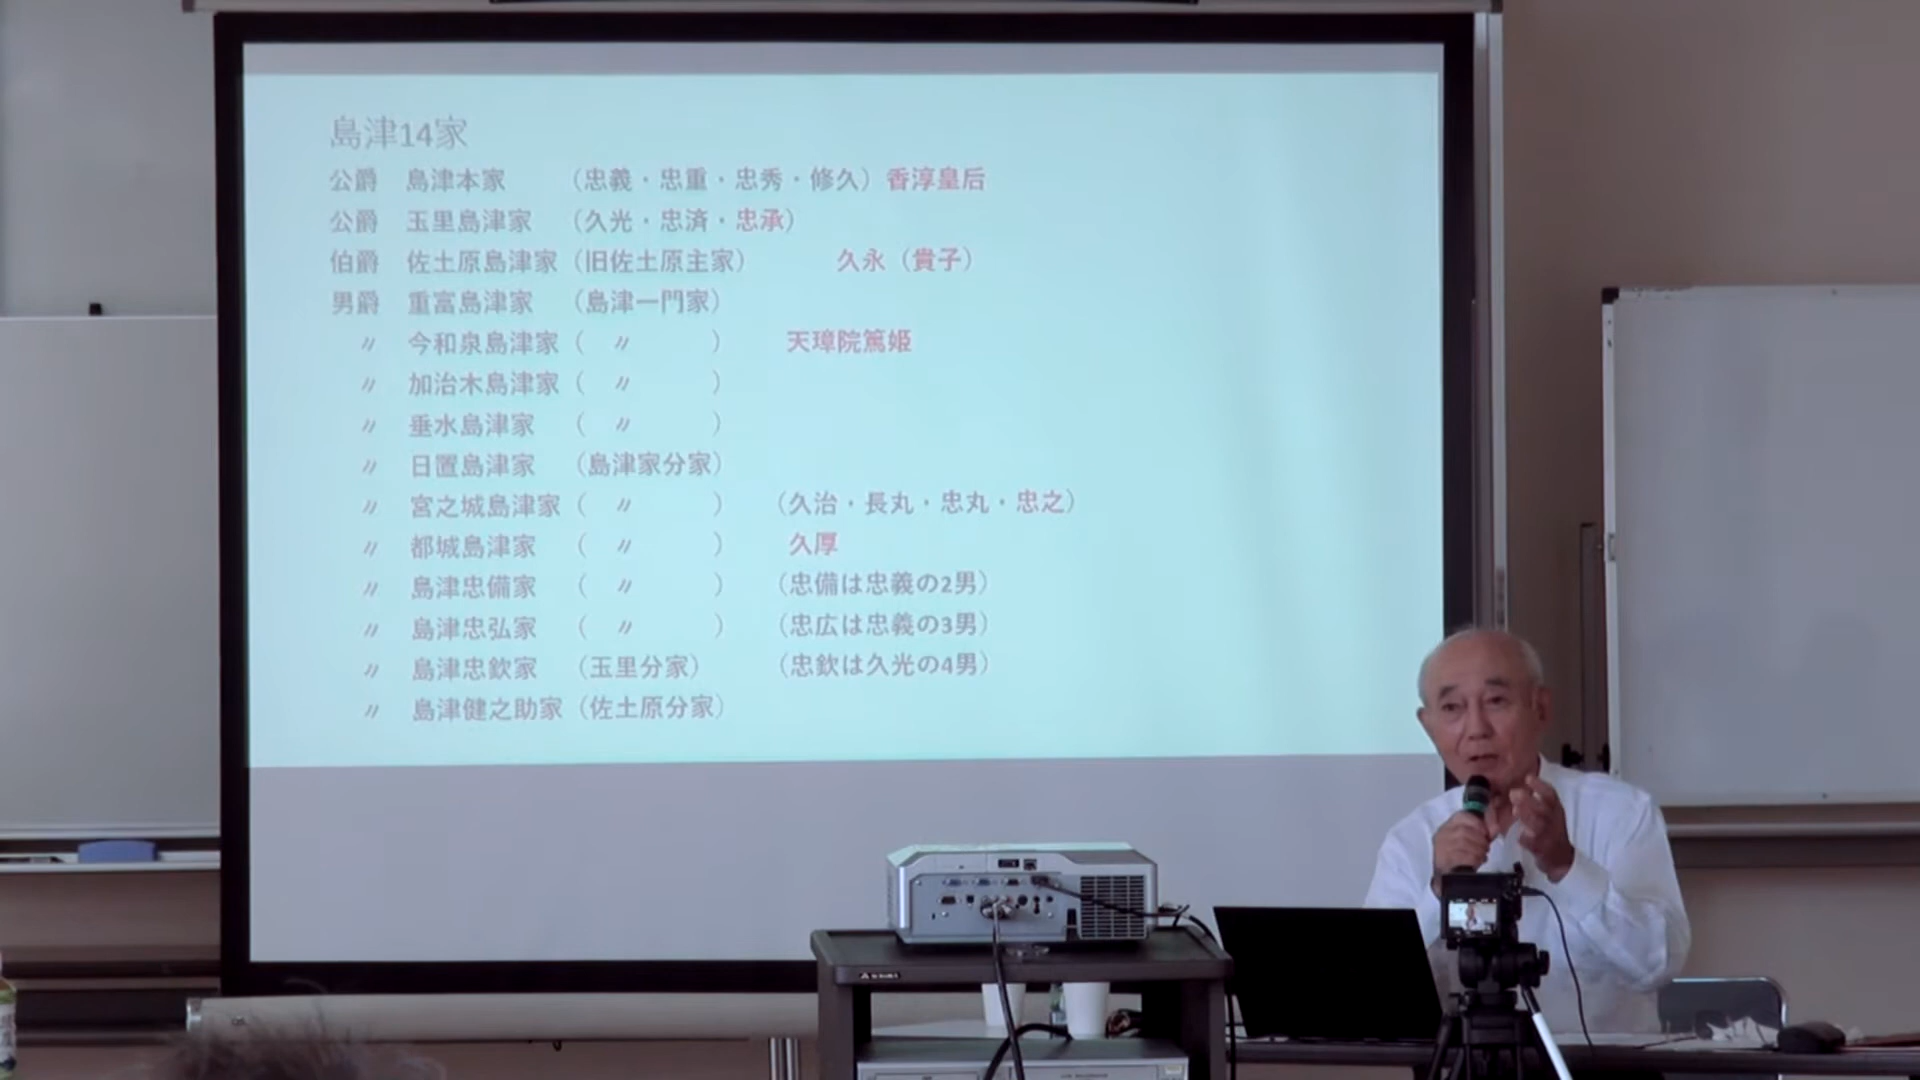 島津14家
公爵 島津本家 （忠義・忠重・忠秀・修久）香淳皇后
公爵 玉里島津家 （久光・忠済・忠承）
伯爵 佐土原島津家（旧佐土原主家） 久永（貴子）
男爵 重富島津家 （島津一門家）
〃 今和泉島津家（ 〃 ） 天璋院篤姫
〃 加治木島津家（ 〃 ）
〃 垂水島津家 （ 〃 ）
〃 日置島津家 （島津家分家）
〃 宮之城島津家（ 〃 ） （久治・長丸・忠丸・忠之）
〃 都城島津家 （ 〃 ） 久厚
〃 島津忠備家 （ 〃 ） （忠備は忠義の2男）
〃 島津忠弘家 （ 〃 ） （忠広は忠義の3男）
〃 島津忠欽家 （玉里分家） （忠欽は久光の4男）
〃 島津健之助家（佐土原分家）